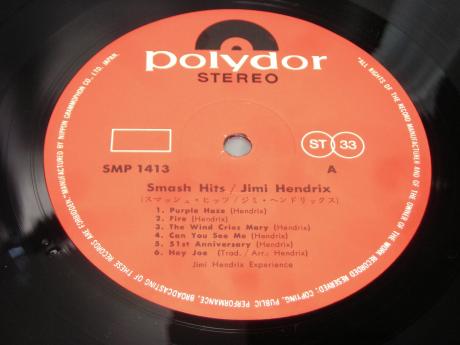 polydor
STEREO
ST 33
SMP 1413
A
Smash Hits / Jimi Hendrix
(スマッシュ・ヒッツ / ジミ・ヘンドリックス)
1. Purple Haze (Hendrix)
2. Fire (Hendrix)
3. The Wind Cries Mary (Hendrix)
4. Can You See Me (Hendrix)
5. 51st Anniversary (Hendrix)
6. Hey Joe (Trad. / Arr.: Hendrix)
Jimi Hendrix Experience
"ALL RIGHTS OF THE RECORD MANUFACTURER AND OF THE OWNER OF THE WORK RECORDED RESERVED: COPYING, PUBLIC PERFORMANCE, BROADCASTING OF THESE RECORDS ARE FORBIDDEN" MANUFACTURED BY NIPPON GRAMMOPHON CO., LTD. JAPAN.